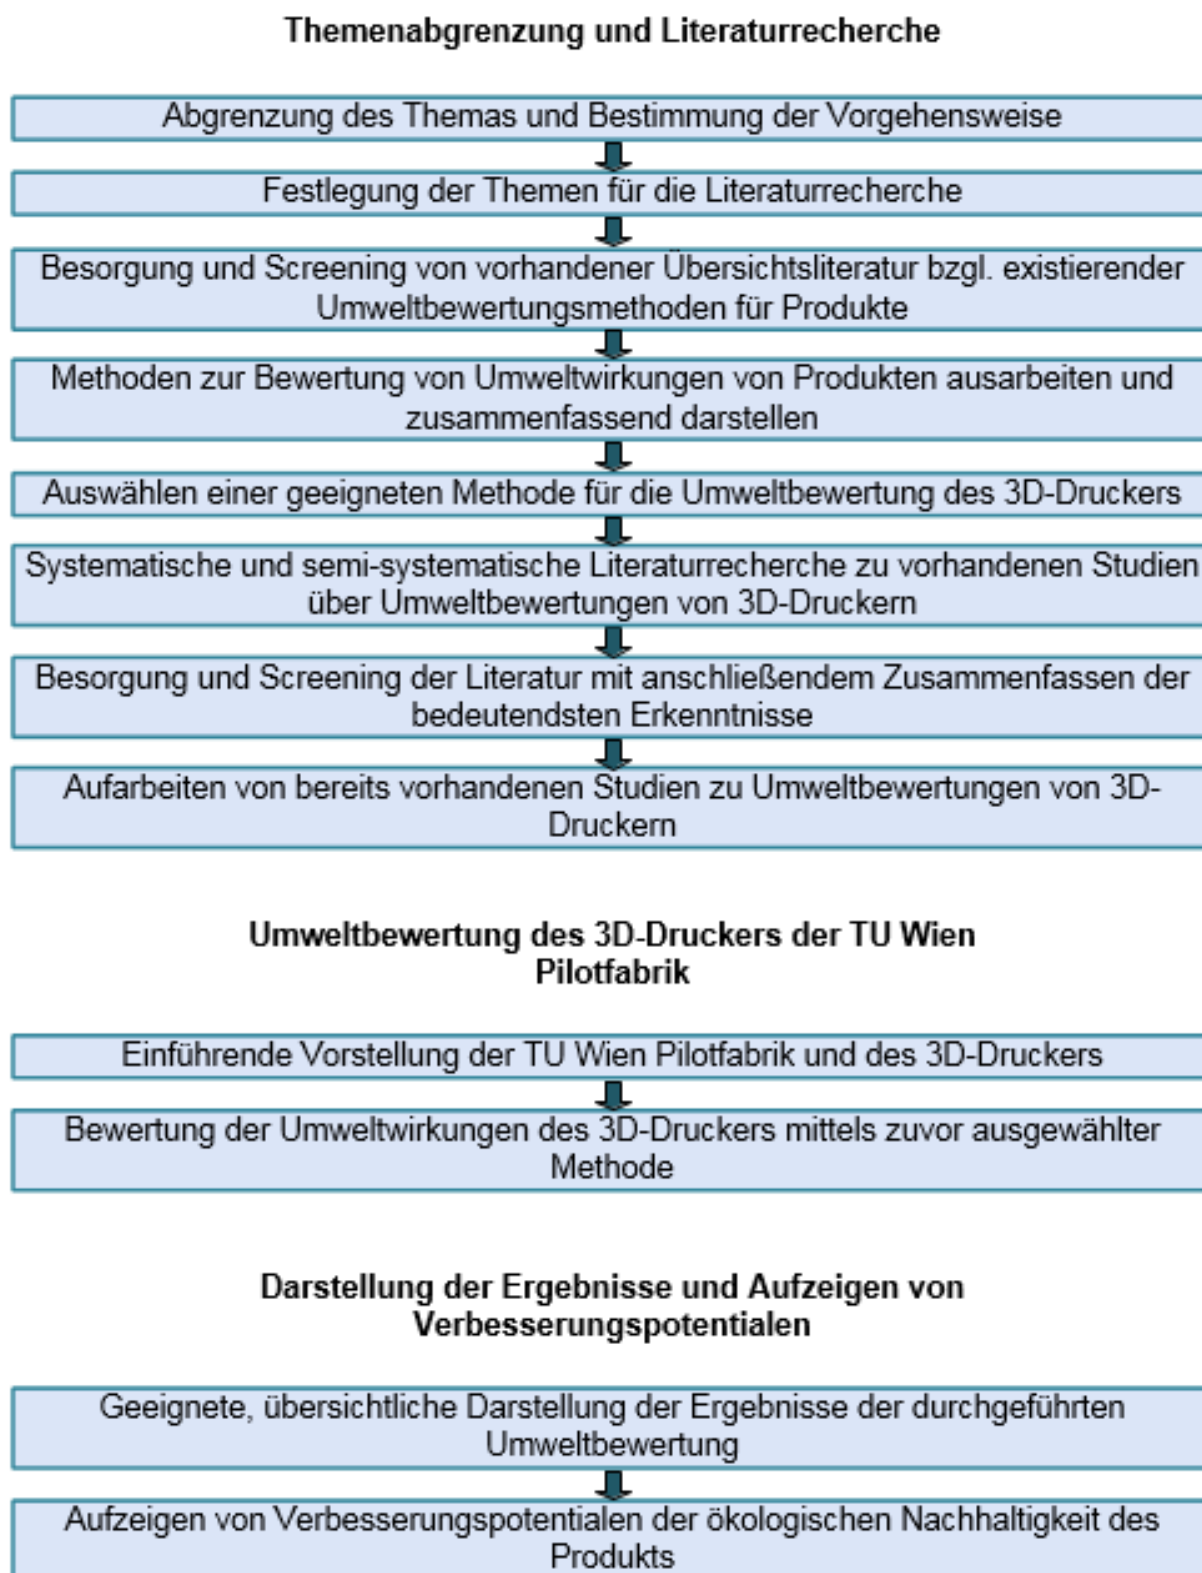 Themenabgrenzung und Literaturrecherche
Abgrenzung des Themas und Bestimmung der Vorgehensweise
Festlegung der Themen für die Literaturrecherche
Besorgung und Screening von vorhandener Übersichtsliteratur bzgl. existierender
Umweltbewertungsmethoden für Produkte
Methoden zur Bewertung von Umweltwirkungen von Produkten ausarbeiten und
zusammenfassend darstellen
Auswählen einer geeigneten Methode für die Umweltbewertung des 3D-Druckers
Systematische und semi-systematische Literaturrecherche zu vorhandenen Studien
über Umweltbewertungen von 3D-Druckern
Besorgung und Screening der Literatur mit anschließendem Zusammenfassen der
bedeutendsten Erkenntnisse
Aufarbeiten von bereits vorhandenen Studien zu Umweltbewertungen von 3D-
Druckern
Umweltbewertung des 3D-Druckers der TU Wien
Pilotfabrik
Einführende Vorstellung der TU Wien Pilotfabrik und des 3D-Druckers
Bewertung der Umweltwirkungen des 3D-Druckers mittels zuvor ausgewählter
Methode
Darstellung der Ergebnisse und Aufzeigen von
Verbesserungspotentialen
Geeignete, übersichtliche Darstellung der Ergebnisse der durchgeführten
Umweltbewertung
Aufzeigen von Verbesserungspotentialen der ökologischen Nachhaltigkeit des
Produkts